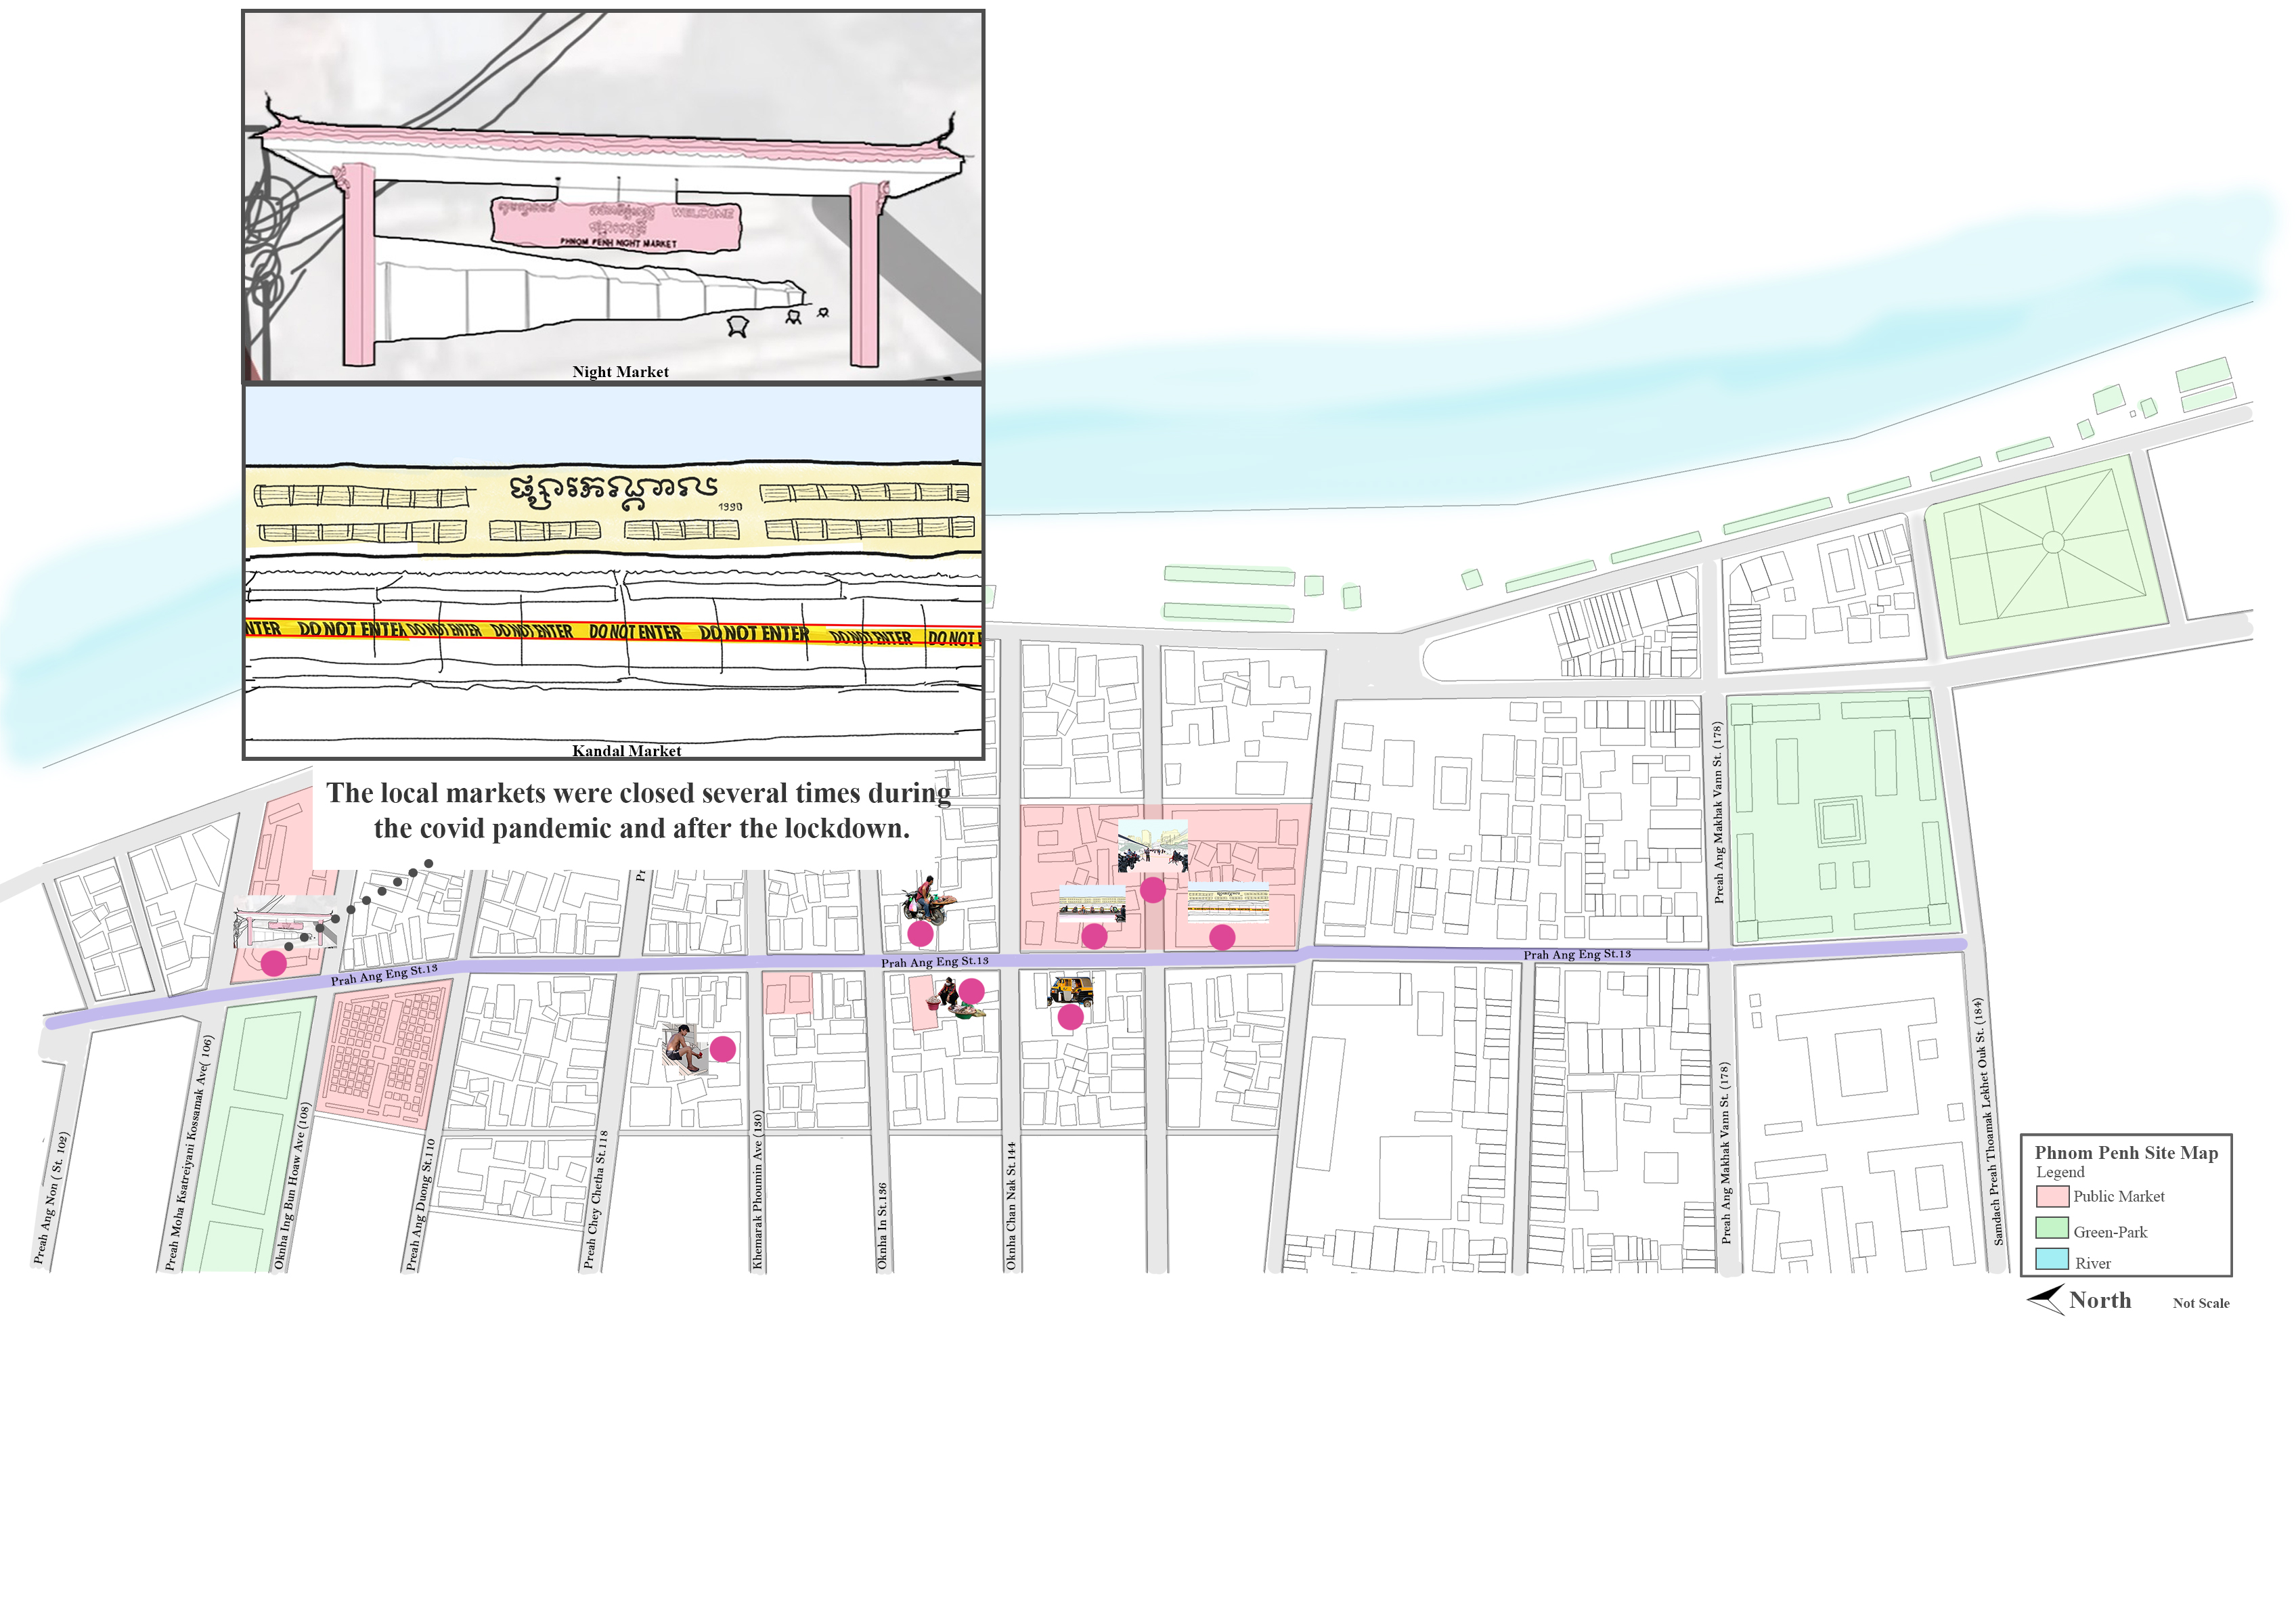 WELCOME
PHNOM PENH NIGHT MARKET
Night Market
ផ្សារកណ្ដាល
1990
NTER DO NOT ENTER DO NOT ENTER DO NOT ENTER DO NOT ENTER DO NOT ENTER DO NOT ENTER DO NOT E
Kandal Market
The local markets were closed several times during
the covid pandemic and after the lockdown.
Prah Ang Eng St.13
Prah Ang Eng St.13
Prah Ang Eng St.13
Preah Ang Makhak Vann St. (178)
Preah Ang Non ( St. 102)
Preah Moha Ksatreiyani Kossamak Ave( 106)
Oknha Ing Bun Hoaw Ave (108)
Preah Ang Duong St.110
Preah Chey Chetha St.118
Khemarak Phoumin Ave (130)
Oknha In St.136
Oknha Chan Nak St.144
Preah Ang Makhak Vann St. (178)
Samdach Preah Thoamak Lekhet Ouk St. (184)
Phnom Penh Site Map
Legend
Public Market
Green-Park
River
North
Not Scale